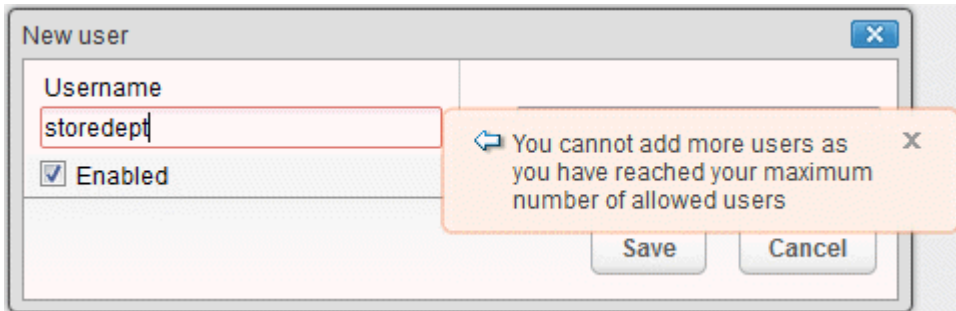 New user
Username
storedept
Enabled
You cannot add more users as
you have reached your maximum
number of allowed users
Save
Cancel